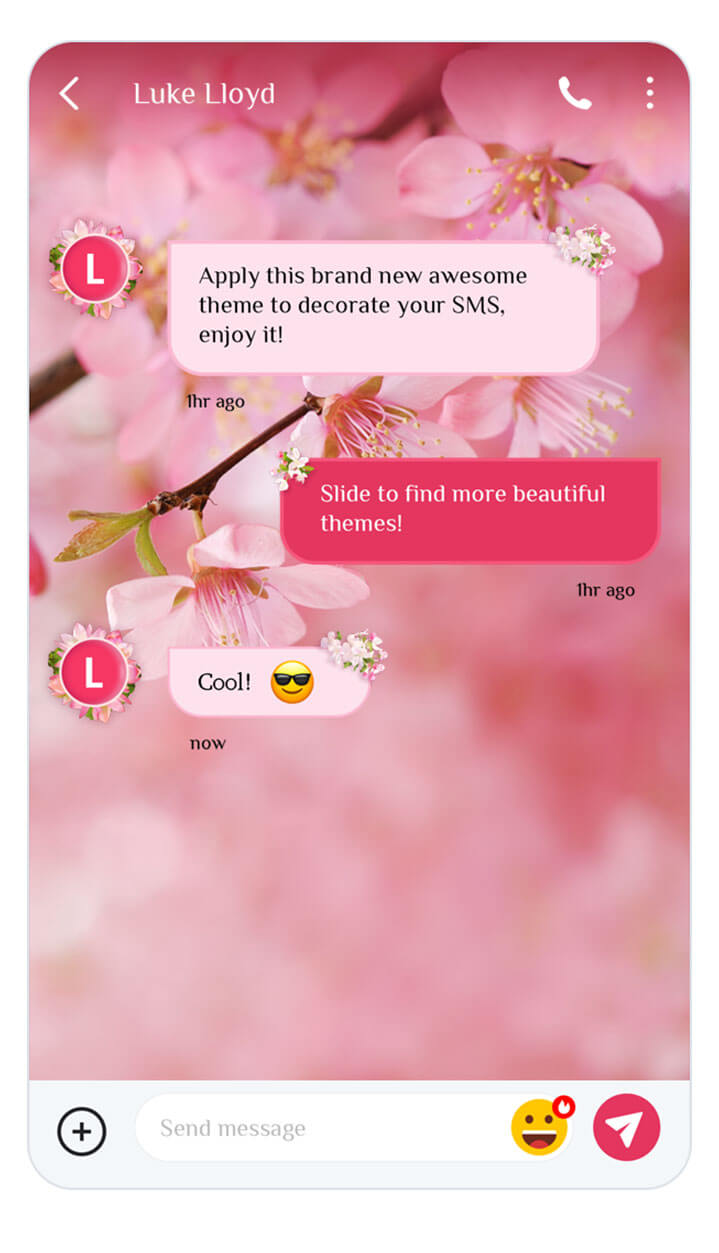 Luke Lloyd
L
Apply this brand new awesome
theme to decorate your SMS,
enjoy it!
1hr ago
Slide to find more beautiful
themes!
1hr ago
L
Cool!
now
Send message